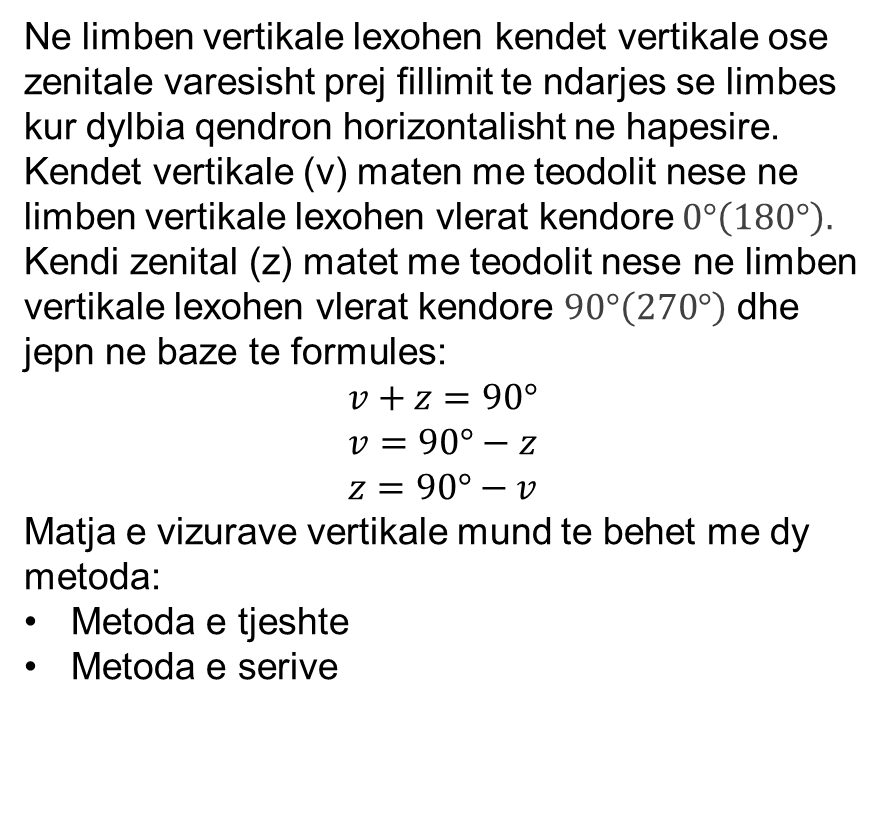 Ne limben vertikale lexohen kendet vertikale ose
zenitale varesisht prej fillimit te ndarjes se limbes
kur dylbia qendron horizontalisht ne hapesire.
Kendet vertikale (v) maten me teodolit nese ne
limben vertikale lexohen vlerat kendore 0°(180°).
Kendi zenital (z) matet me teodolit nese ne limben
vertikale lexohen vlerat kendore 90°(270°) dhe
jepn ne baze te formules:
v + z = 90°
v = 90° − z
z = 90° − v
Matja e vizurave vertikale mund te behet me dy
metoda:
• Metoda e tjeshte
• Metoda e serive